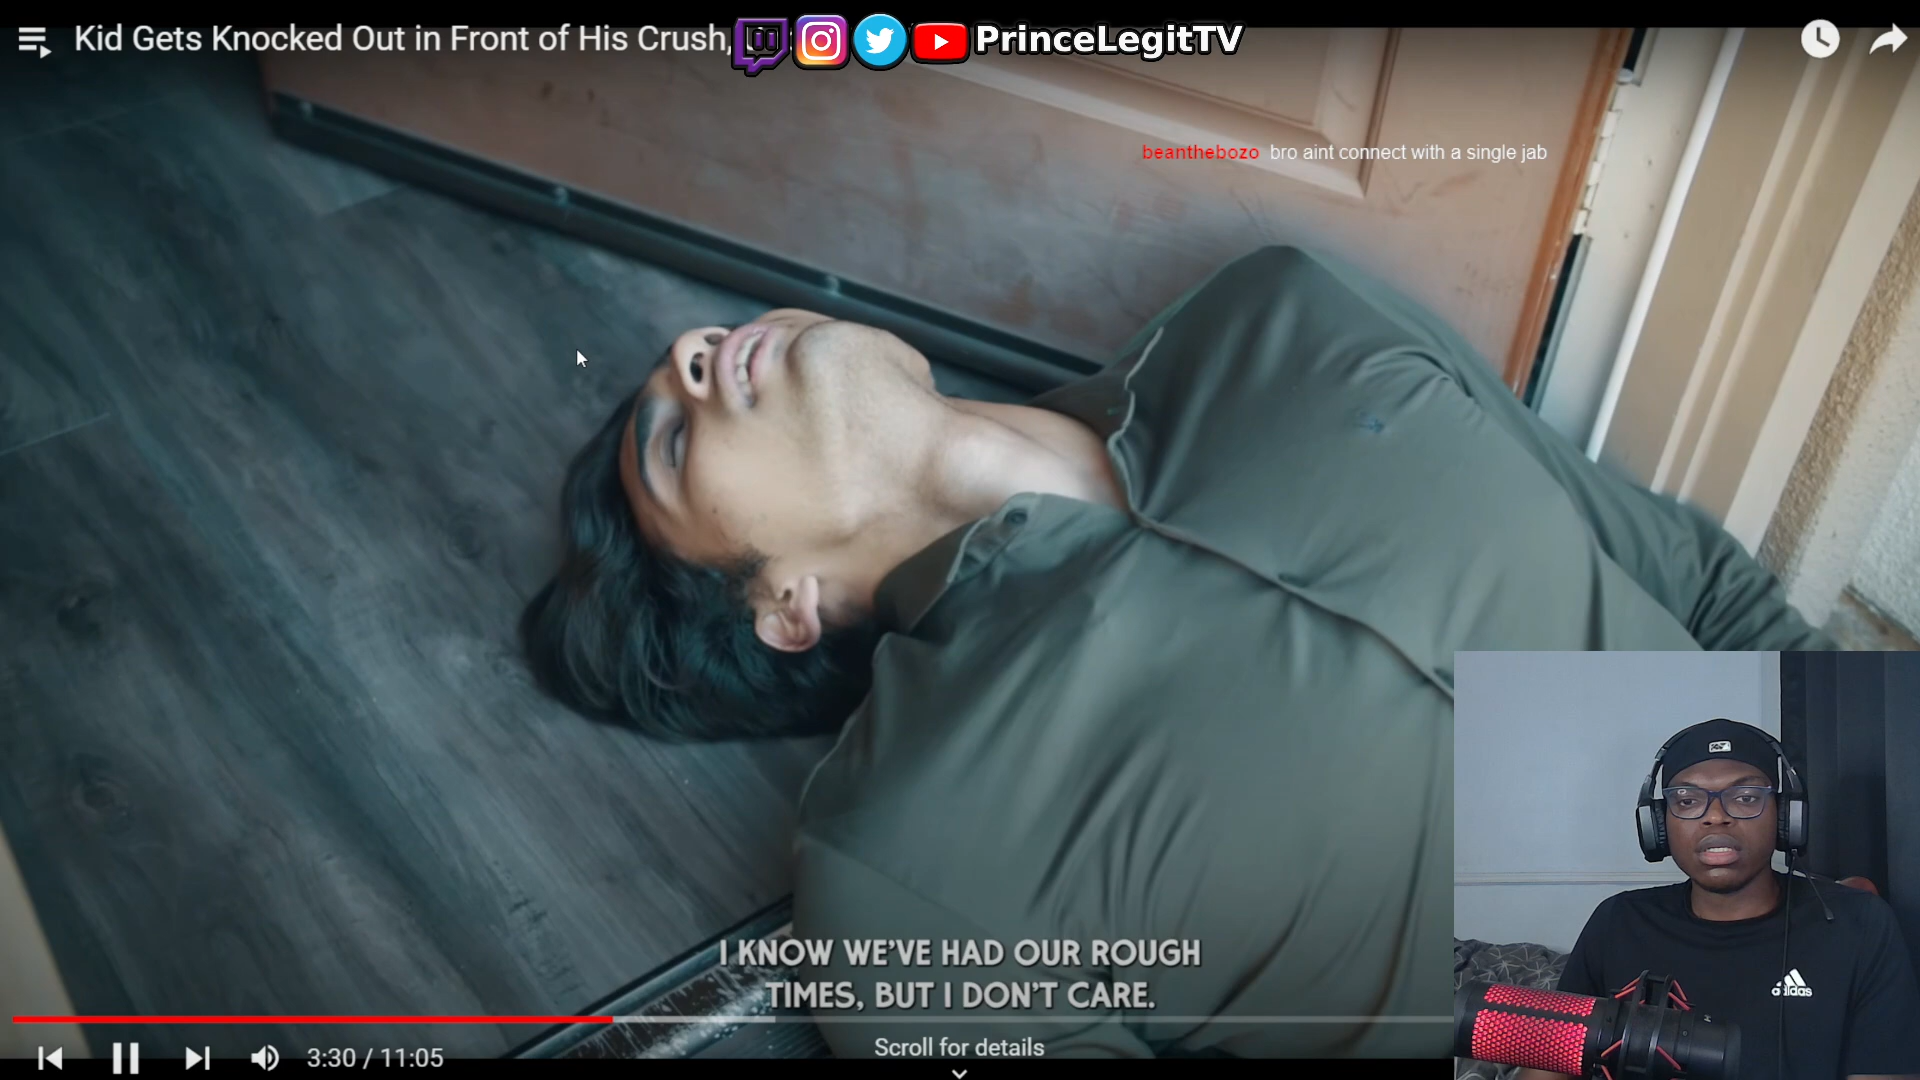 Kid Gets Knocked Out in Front of His Crush,
PrinceLegitTV
beanthebozo bro aint connect with a single jab
I KNOW WE'VE HAD OUR ROUGH
TIMES, BUT I DON'T CARE.
3:30 / 11:05
Scroll for details
adidas